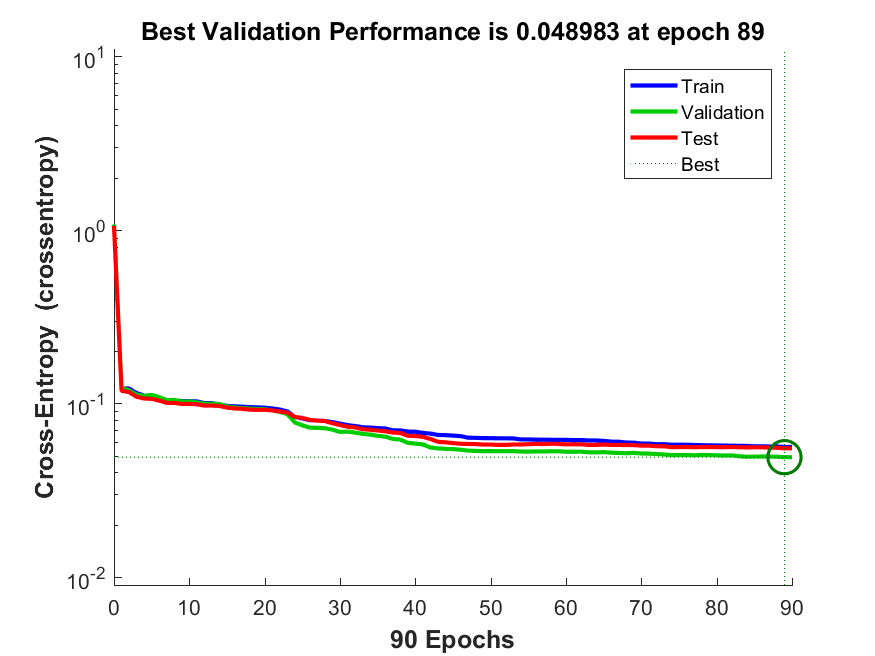 Best Validation Performance is 0.048983 at epoch 89
Train
Validation
Test
Best
Cross-Entropy (crossentropy)
10^1
10^0
10^-1
10^-2
0 10 20 30 40 50 60 70 80 90
90 Epochs